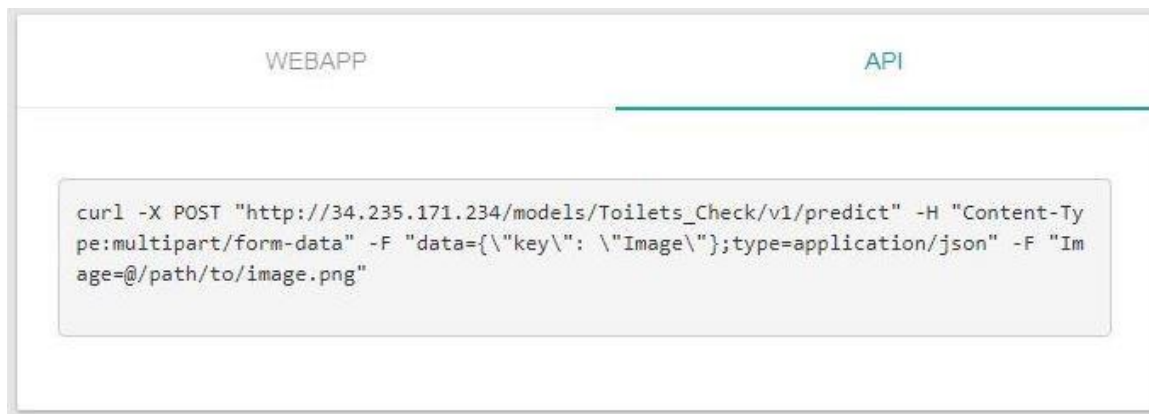 WEBAPP
API
curl -X POST "http://34.235.171.234/models/Toilets_Check/v1/predict" -H "Content-Ty
pe:multipart/form-data" -F "data={\"key\": \"Image\"};type=application/json" -F "Im
age=@/path/to/image.png"